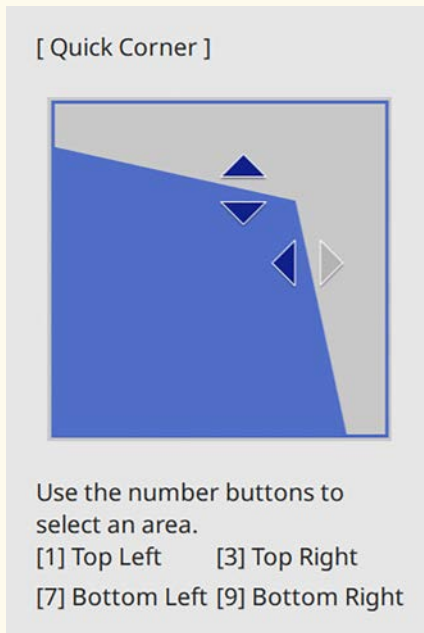 [ Quick Corner ]
Use the number buttons to
select an area.
[1] Top Left [3] Top Right
[7] Bottom Left [9] Bottom Right